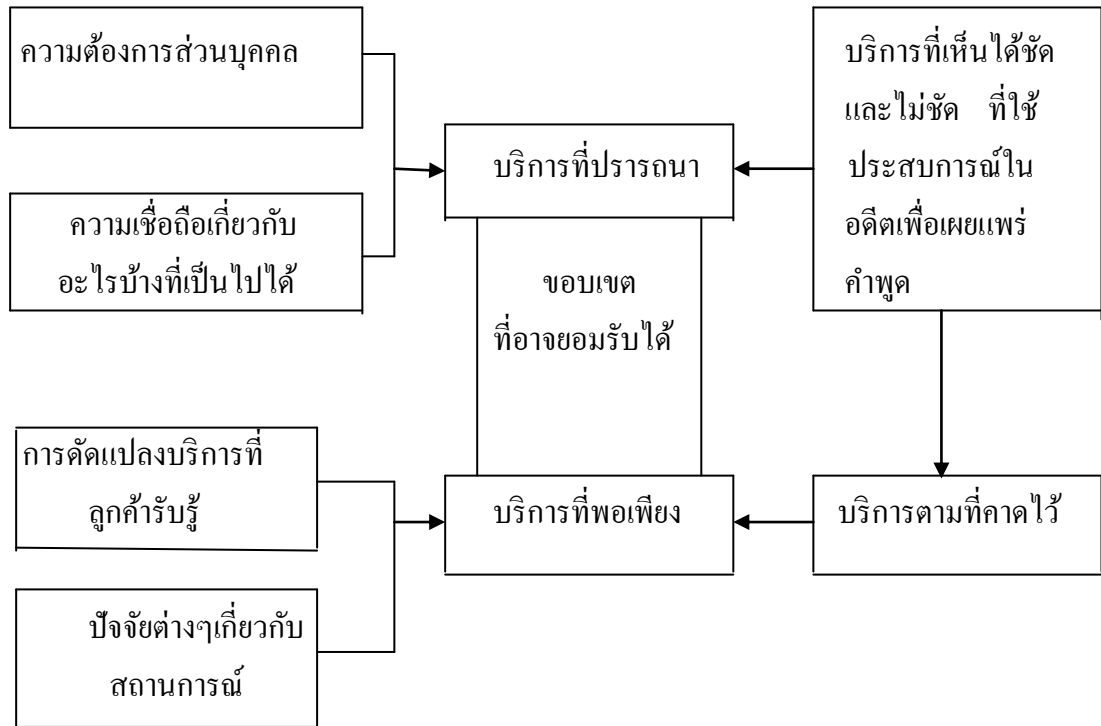 ความต้องการส่วนบุคคล
ความเชื่อถือเกี่ยวกับ
อะไรบ้างที่เป็นไปได้
บริการที่ปรารถนา
ขอบเขต
ที่อาจยอมรับได้
บริการที่เห็นได้ชัด
และไม่ชัด ที่ใช้
ประสบการณ์ใน
อดีตเพื่อเผยแพร่
คำพูด
การดัดแปลงบริการที่
ลูกค้ารับรู้
ปัจจัยต่างๆเกี่ยวกับ
สถานการณ์
บริการที่พอเพียง
บริการตามที่คาดไว้